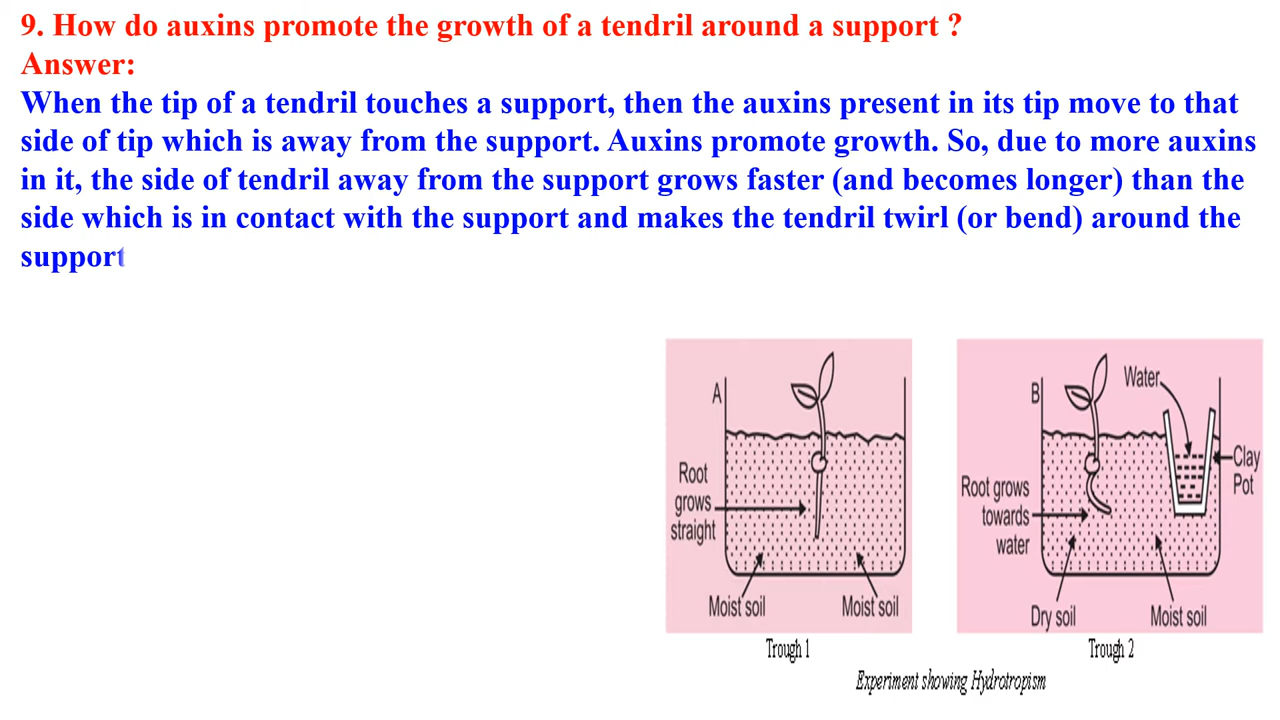 9. How do auxins promote the growth of a tendril around a support ?
Answer:
When the tip of a tendril touches a support, then the auxins present in its tip move to that
side of tip which is away from the support. Auxins promote growth. So, due to more auxins
in it, the side of tendril away from the support grows faster (and becomes longer) than the
side which is in contact with the support and makes the tendril twirl (or bend) around the
support
A
Root
grows
straight
Moist soil
Moist soil
Trough 1
B
Water
Clay
Pot
Root grows
towards
water
Dry soil
Moist soil
Trough 2
Experiment showing Hydrotropism